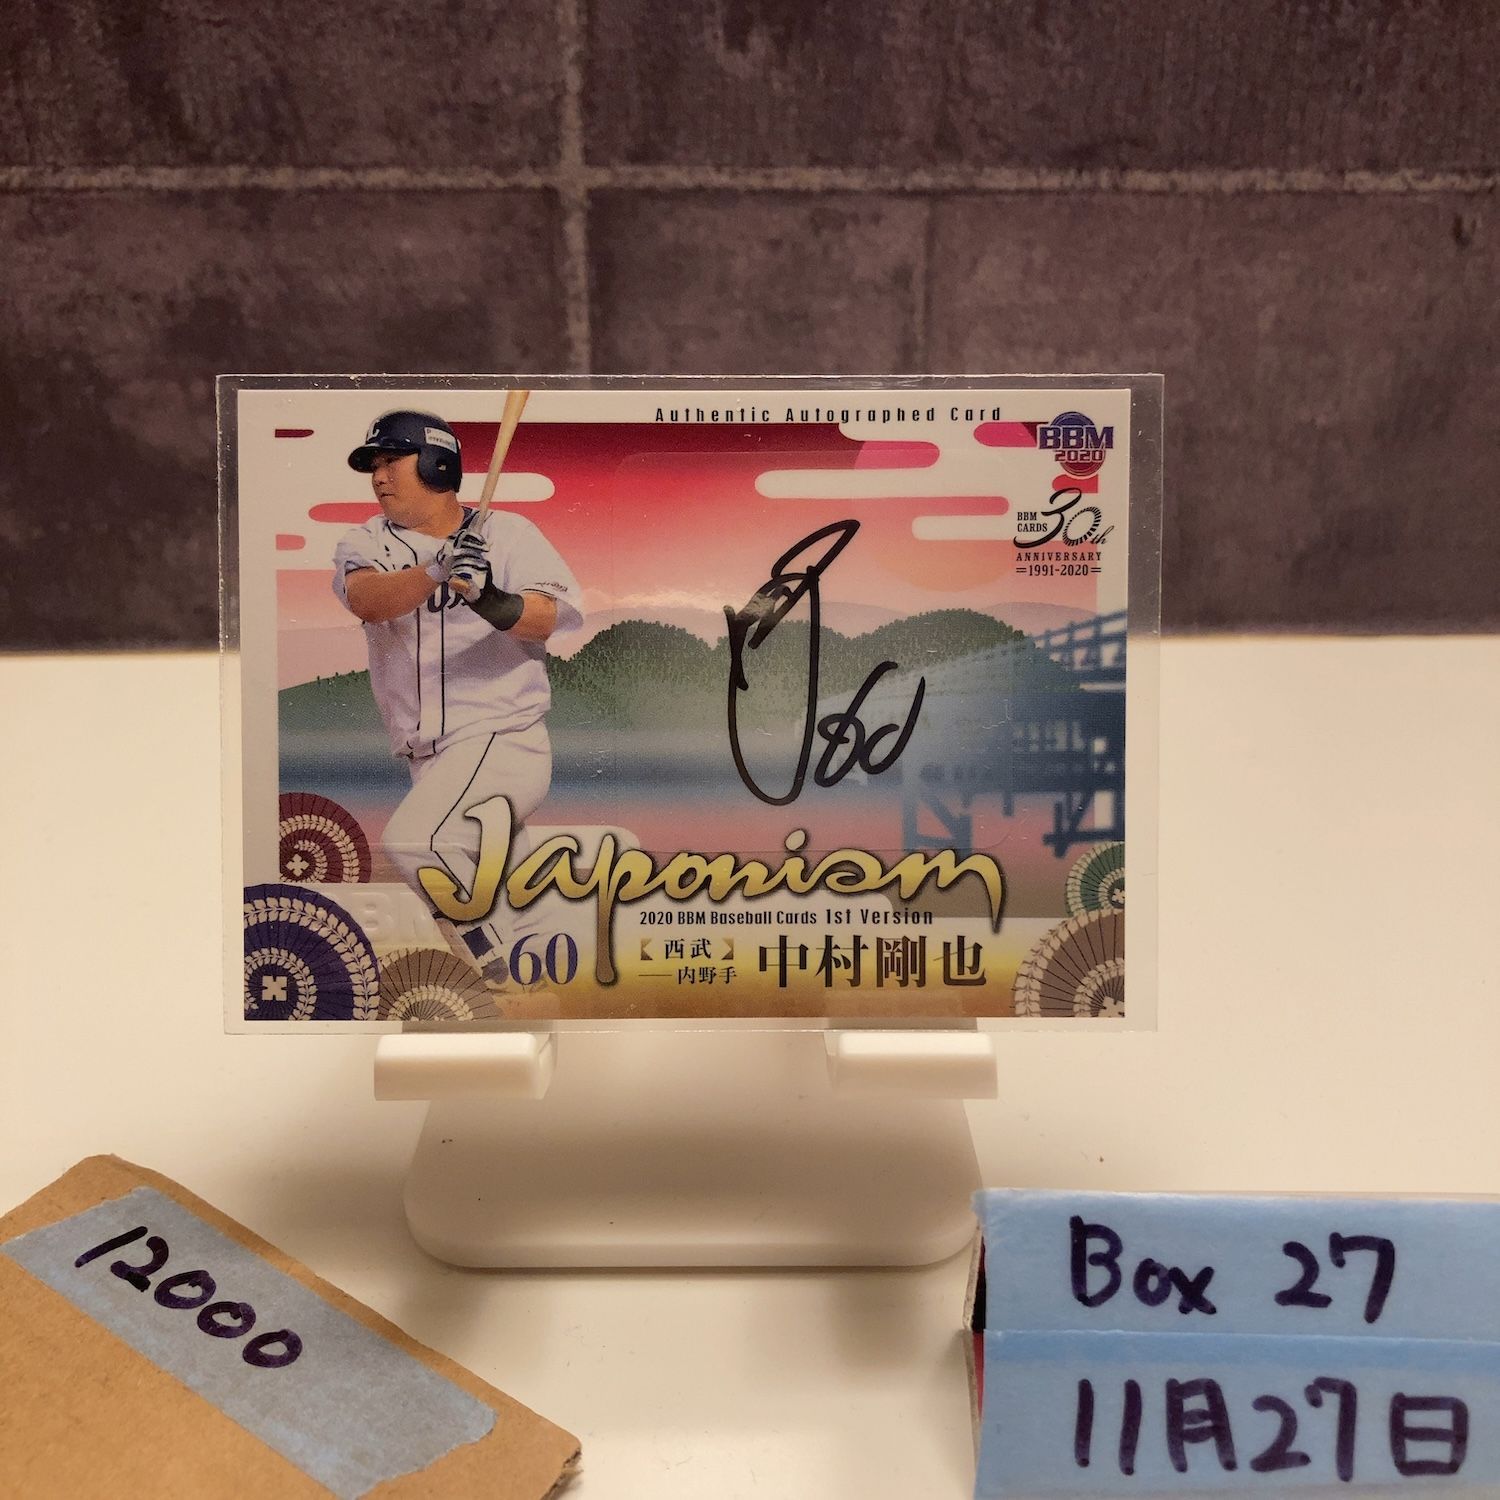 Authentic Autographed Card
BBM
2020
BBM
CARDS 30th
ANNIVERSARY
=1991-2020=
60
Japonism
2020 BBM Baseball Cards 1st Version
60
【西武】
内野手
中村剛也
12000
Box 27
11月27日